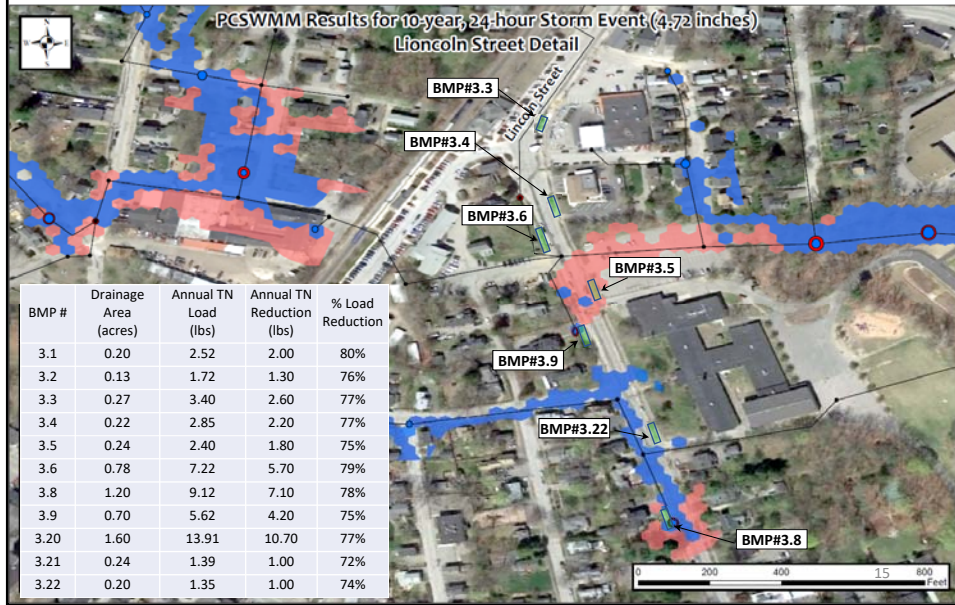 PCSWMM Results for 10-year, 24-hour Storm Event (4.72 inches)
Lioncoln Street Detail
N
W E
S
Lincoln Street
BMP#3.3
BMP#3.4
BMP#3.6
BMP#3.5
BMP#3.9
BMP#3.22
BMP#3.8
BMP # Drainage Area (acres) Annual TN Load (lbs) Annual TN Reduction (lbs) % Load Reduction
3.1 0.20 2.52 2.00 80%
3.2 0.13 1.72 1.30 76%
3.3 0.27 3.40 2.60 77%
3.4 0.22 2.85 2.20 77%
3.5 0.24 2.40 1.80 75%
3.6 0.78 7.22 5.70 79%
3.8 1.20 9.12 7.10 78%
3.9 0.70 5.62 4.20 75%
3.20 1.60 13.91 10.70 77%
3.21 0.24 1.39 1.00 72%
3.22 0.20 1.35 1.00 74%
15
0 200 400 600 800
Feet